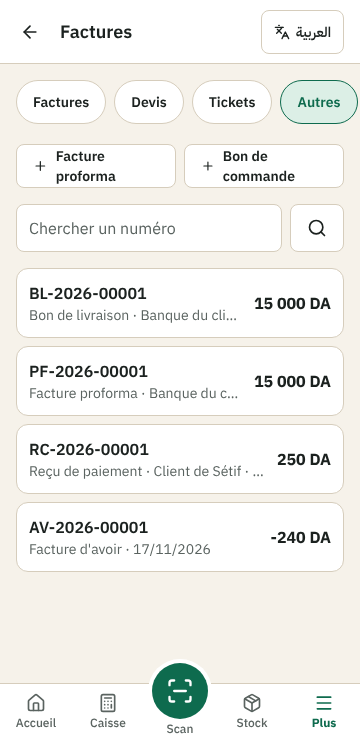 Factures
العربية
Factures
Devis
Tickets
Autres
Facture
proforma
Bon de
commande
Chercher un numéro
BL-2026-00001
Bon de livraison · Banque du cli...
15 000 DA
PF-2026-00001
Facture proforma · Banque du c...
15 000 DA
RC-2026-00001
Reçu de paiement · Client de Sétif · ...
250 DA
AV-2026-00001
Facture d'avoir · 17/11/2026
-240 DA
Accueil
Caisse
Scan
Stock
Plus